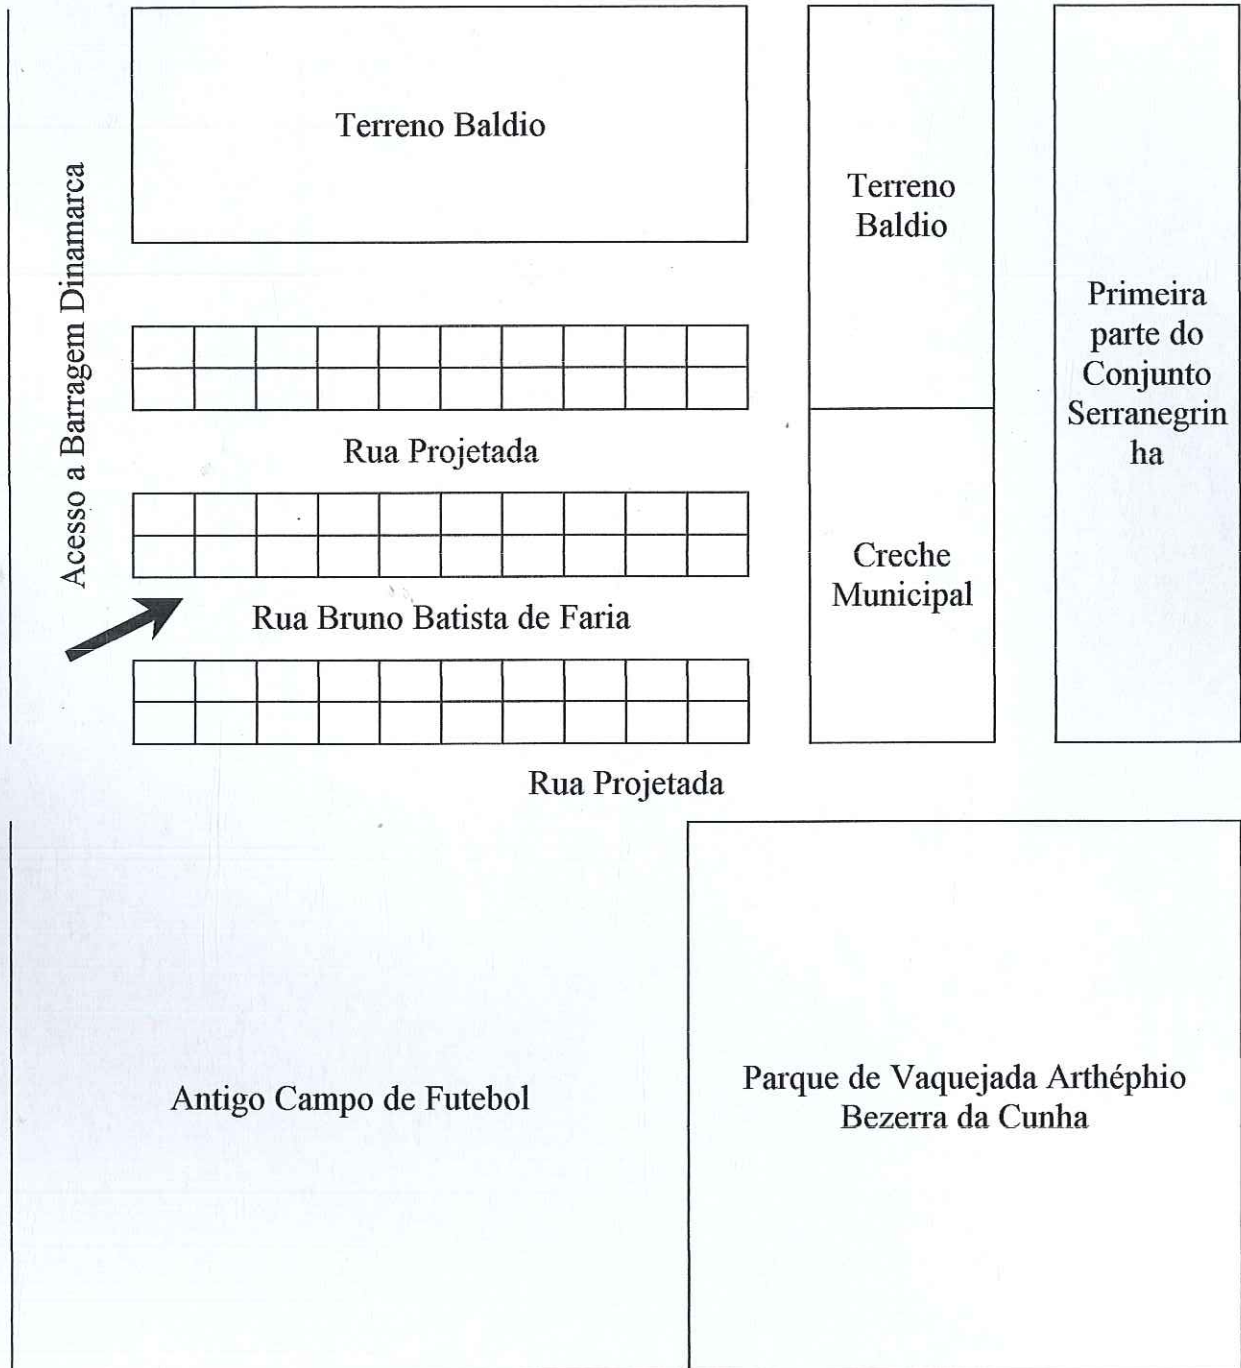 Terreno Baldio
Terreno
Baldio
Primeira
parte do
Conjunto
Serranegrin
ha
Acesso a Barragem Dinamarca
Rua Projetada
Creche
Municipal
Rua Bruno Batista de Faria
Rua Projetada
Antigo Campo de Futebol
Parque de Vaquejada Arthéphio
Bezerra da Cunha